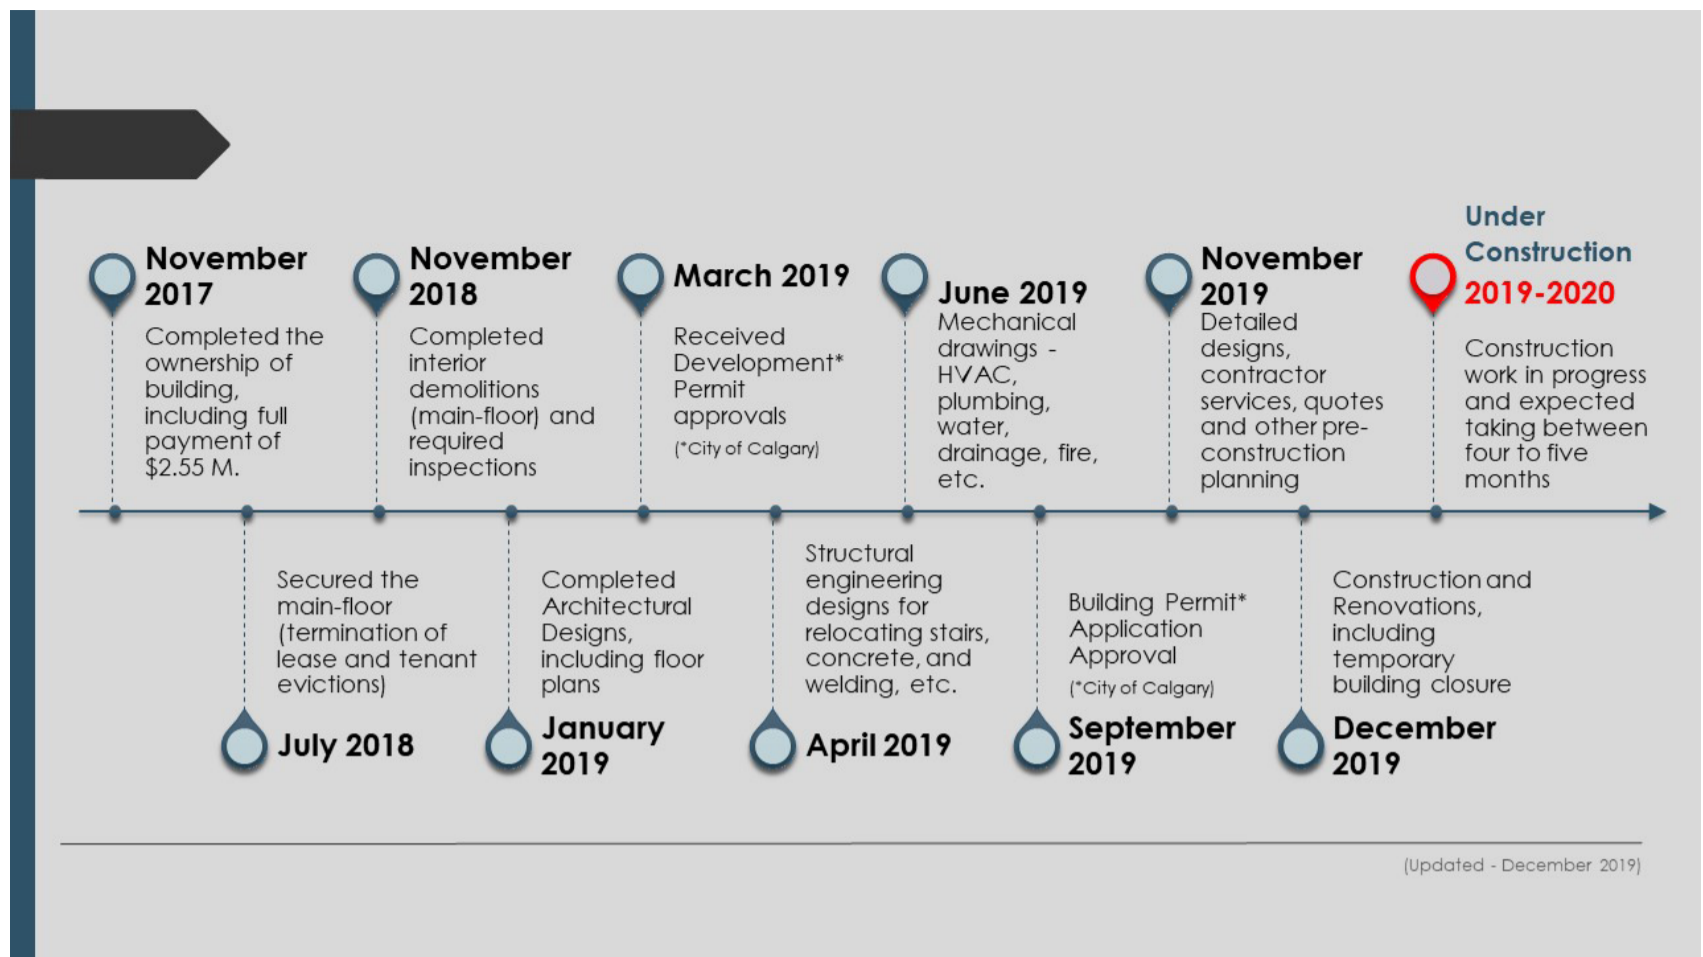 November
2017
Completed the
ownership of
building,
including full
payment of
$2.55 M.
November
2018
Completed
interior
demolitions
(main-floor) and
required
inspections
March 2019
Received
Development*
Permit
approvals
(*City of Calgary)
June 2019
Mechanical
drawings -
HVAC,
plumbing,
water,
drainage, fire,
etc.
November
2019
Detailed
designs,
contractor
services, quotes
and other pre-
construction
planning
Under
Construction
2019-2020
Construction
work in progress
and expected
taking between
four to five
months
Secured the
main-floor
(termination of
lease and tenant
evictions)
July 2018
Completed
Architectural
Designs,
including floor
plans
January
2019
Structural
engineering
designs for
relocating stairs,
concrete, and
welding, etc.
April 2019
Building Permit*
Application
Approval
(*City of Calgary)
September
2019
Construction and
Renovations,
including
temporary
building closure
December
2019
(Updated - December 2019)